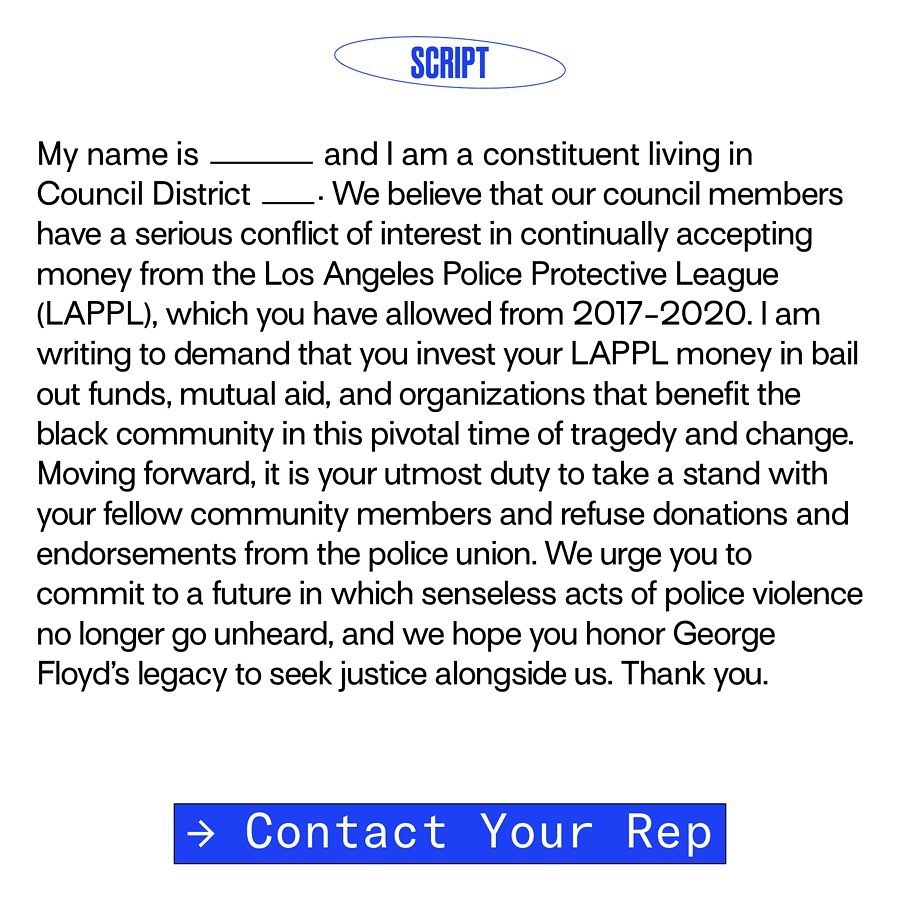 SCRIPT
My name is ______ and I am a constituent living in
Council District ___. We believe that our council members
have a serious conflict of interest in continually accepting
money from the Los Angeles Police Protective League
(LAPPL), which you have allowed from 2017–2020. I am
writing to demand that you invest your LAPPL money in bail
out funds, mutual aid, and organizations that benefit the
black community in this pivotal time of tragedy and change.
Moving forward, it is your utmost duty to take a stand with
your fellow community members and refuse donations and
endorsements from the police union. We urge you to
commit to a future in which senseless acts of police violence
no longer go unheard, and we hope you honor George
Floyd’s legacy to seek justice alongside us. Thank you.
→ Contact Your Rep